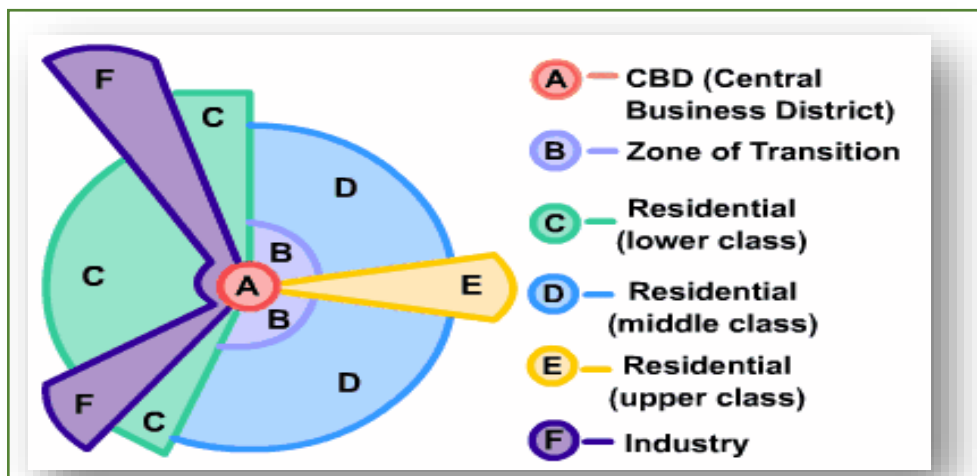 F
C
D
C
B
A
E
B
D
F
C
A CBD (Central
Business District)
B Zone of Transition
C Residential
(lower class)
D Residential
(middle class)
E Residential
(upper class)
F Industry